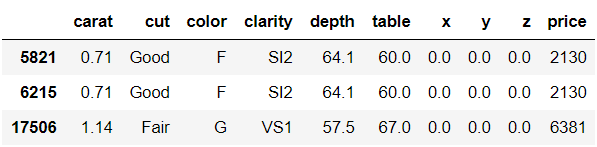 carat cut color clarity depth table x y z price
5821 0.71 Good F SI2 64.1 60.0 0.0 0.0 0.0 2130
6215 0.71 Good F SI2 64.1 60.0 0.0 0.0 0.0 2130
17506 1.14 Fair G VS1 57.5 67.0 0.0 0.0 0.0 6381